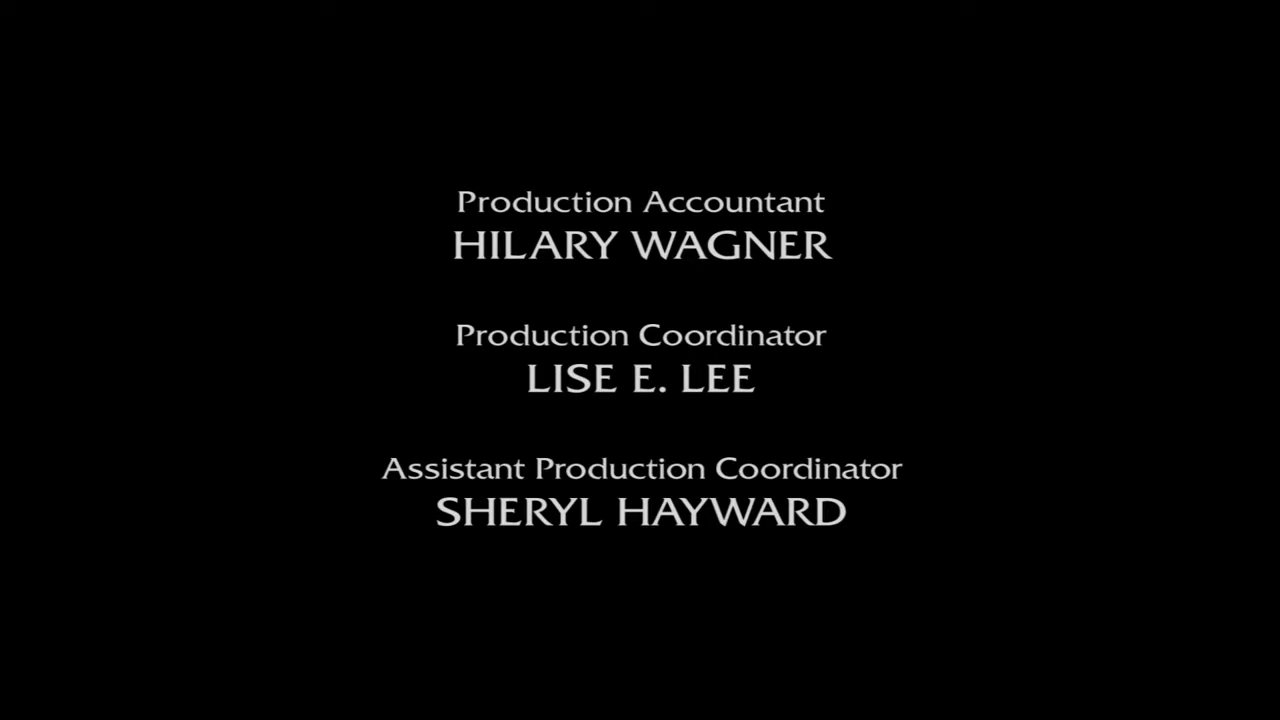 Production Accountant
HILARY WAGNER
Production Coordinator
LISE E. LEE
Assistant Production Coordinator
SHERYL HAYWARD